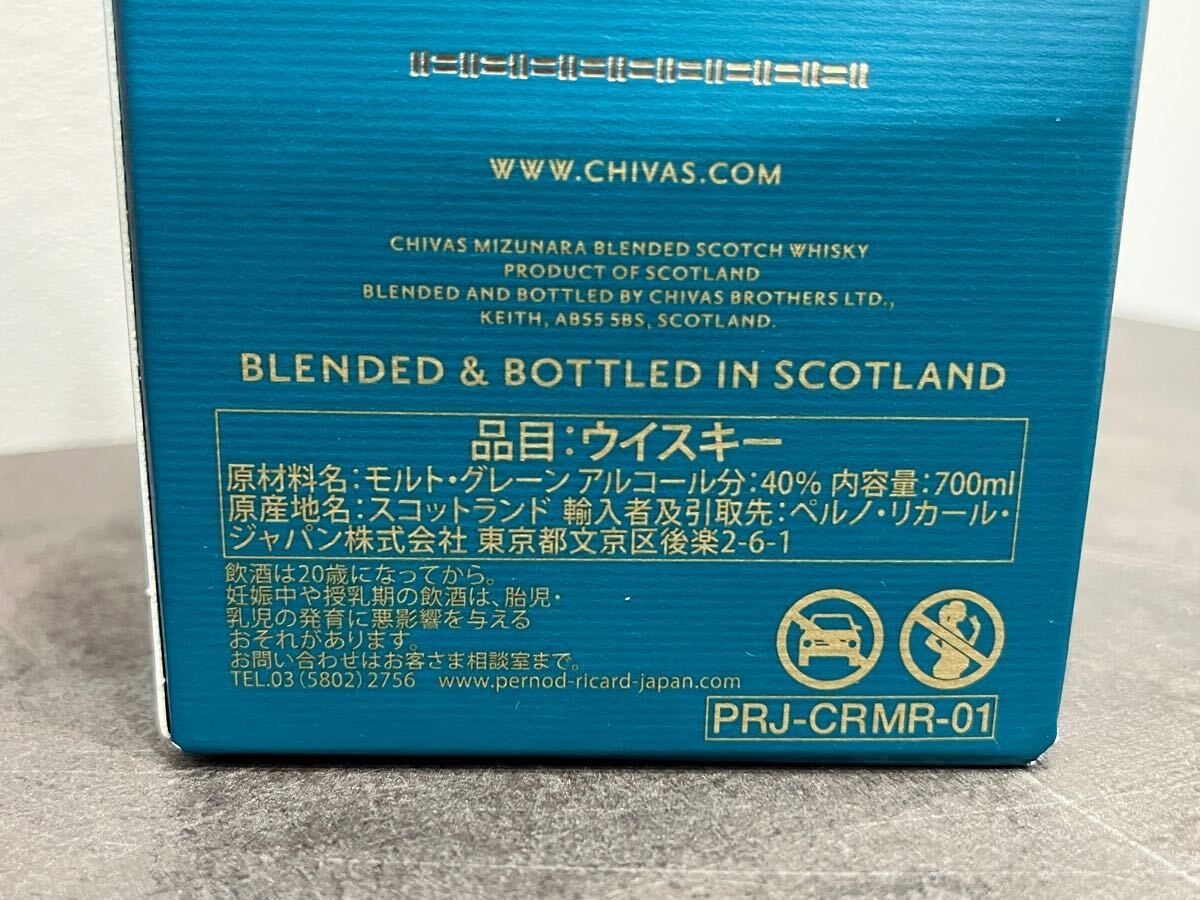 WWW.CHIVAS.COM
CHIVAS MIZUNARA BLENDED SCOTCH WHISKY
PRODUCT OF SCOTLAND
BLENDED AND BOTTLED BY CHIVAS BROTHERS LTD.,
KEITH, AB55 5BS, SCOTLAND.
BLENDED & BOTTLED IN SCOTLAND
品目：ウイスキー
原材料名：モルト・グレーン アルコール分：40% 内容量：700ml
原産地名：スコットランド 輸入者及引取先：ペルノ・リカール・
ジャパン株式会社 東京都文京区後楽2-6-1
飲酒は20歳になってから。
妊娠中や授乳期の飲酒は、胎児・
乳児の発育に悪影響を与える
おそれがあります。
お問い合わせはお客さま相談室まで。
TEL.03(5802)2756 www.pernod-ricard-japan.com
PRJ-CRMR-01